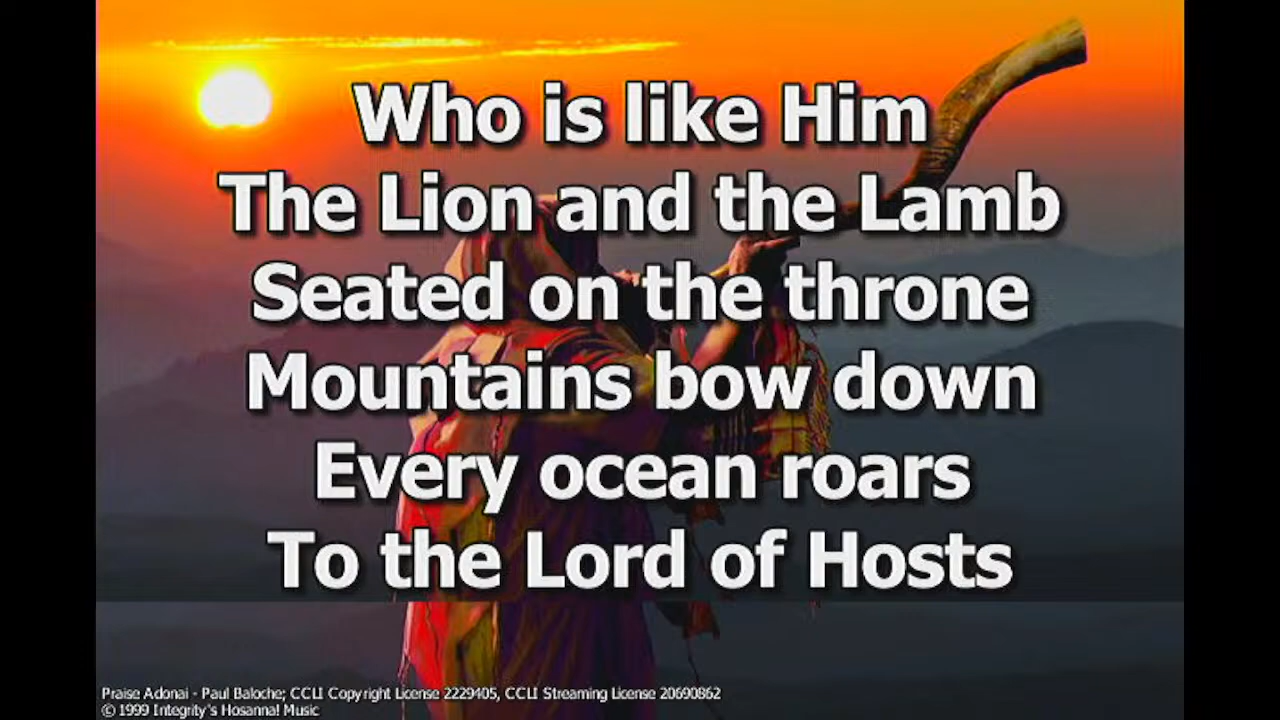 Who is like Him
The Lion and the Lamb
Seated on the throne
Mountains bow down
Every ocean roars
To the Lord of Hosts
Praise Adonai - Paul Baloche; CCLI Copyright License 2229405, CCLI Streaming License 20690862
© 1999 Integrity's Hosanna! Music